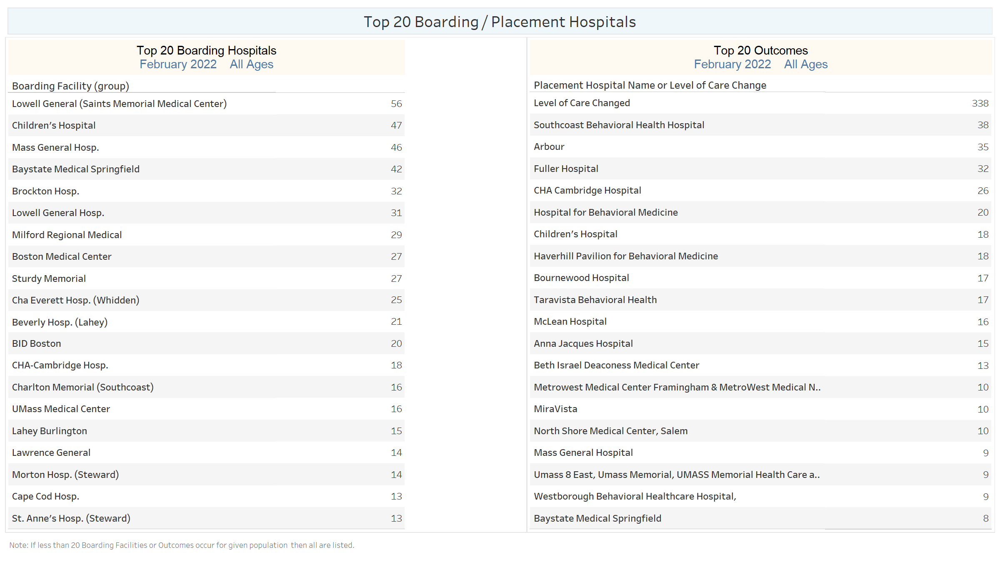 Top 20 Boarding / Placement Hospitals
Top 20 Boarding Hospitals
February 2022 All Ages
Boarding Facility (group)
Lowell General (Saints Memorial Medical Center) 56
Children's Hospital 47
Mass General Hosp. 46
Baystate Medical Springfield 42
Brockton Hosp. 32
Lowell General Hosp. 31
Milford Regional Medical 29
Boston Medical Center 27
Sturdy Memorial 27
Cha Everett Hosp. (Whidden) 25
Beverly Hosp. (Lahey) 21
BID Boston 20
CHA-Cambridge Hosp. 18
Charlton Memorial (Southcoast) 16
UMass Medical Center 16
Lahey Burlington 15
Lawrence General 14
Morton Hosp. (Steward) 14
Cape Cod Hosp. 13
St. Anne's Hosp. (Steward) 13
Top 20 Outcomes
February 2022 All Ages
Placement Hospital Name or Level of Care Change
Level of Care Changed 338
Southcoast Behavioral Health Hospital 38
Arbour 35
Fuller Hospital 32
CHA Cambridge Hospital 26
Hospital for Behavioral Medicine 20
Children's Hospital 18
Haverhill Pavilion for Behavioral Medicine 18
Bournewood Hospital 17
Taravista Behavioral Health 17
McLean Hospital 16
Anna Jacques Hospital 15
Beth Israel Deaconess Medical Center 13
Metrowest Medical Center Framingham & MetroWest Medical N.. 10
MiraVista 10
North Shore Medical Center, Salem 10
Mass General Hospital 9
Umass 8 East, Umass Memorial, UMASS Memorial Health Care a.. 9
Westborough Behavioral Healthcare Hospital, 9
Baystate Medical Springfield 8
Note: If less than 20 Boarding Facilities or Outcomes occur for given population then all are listed.